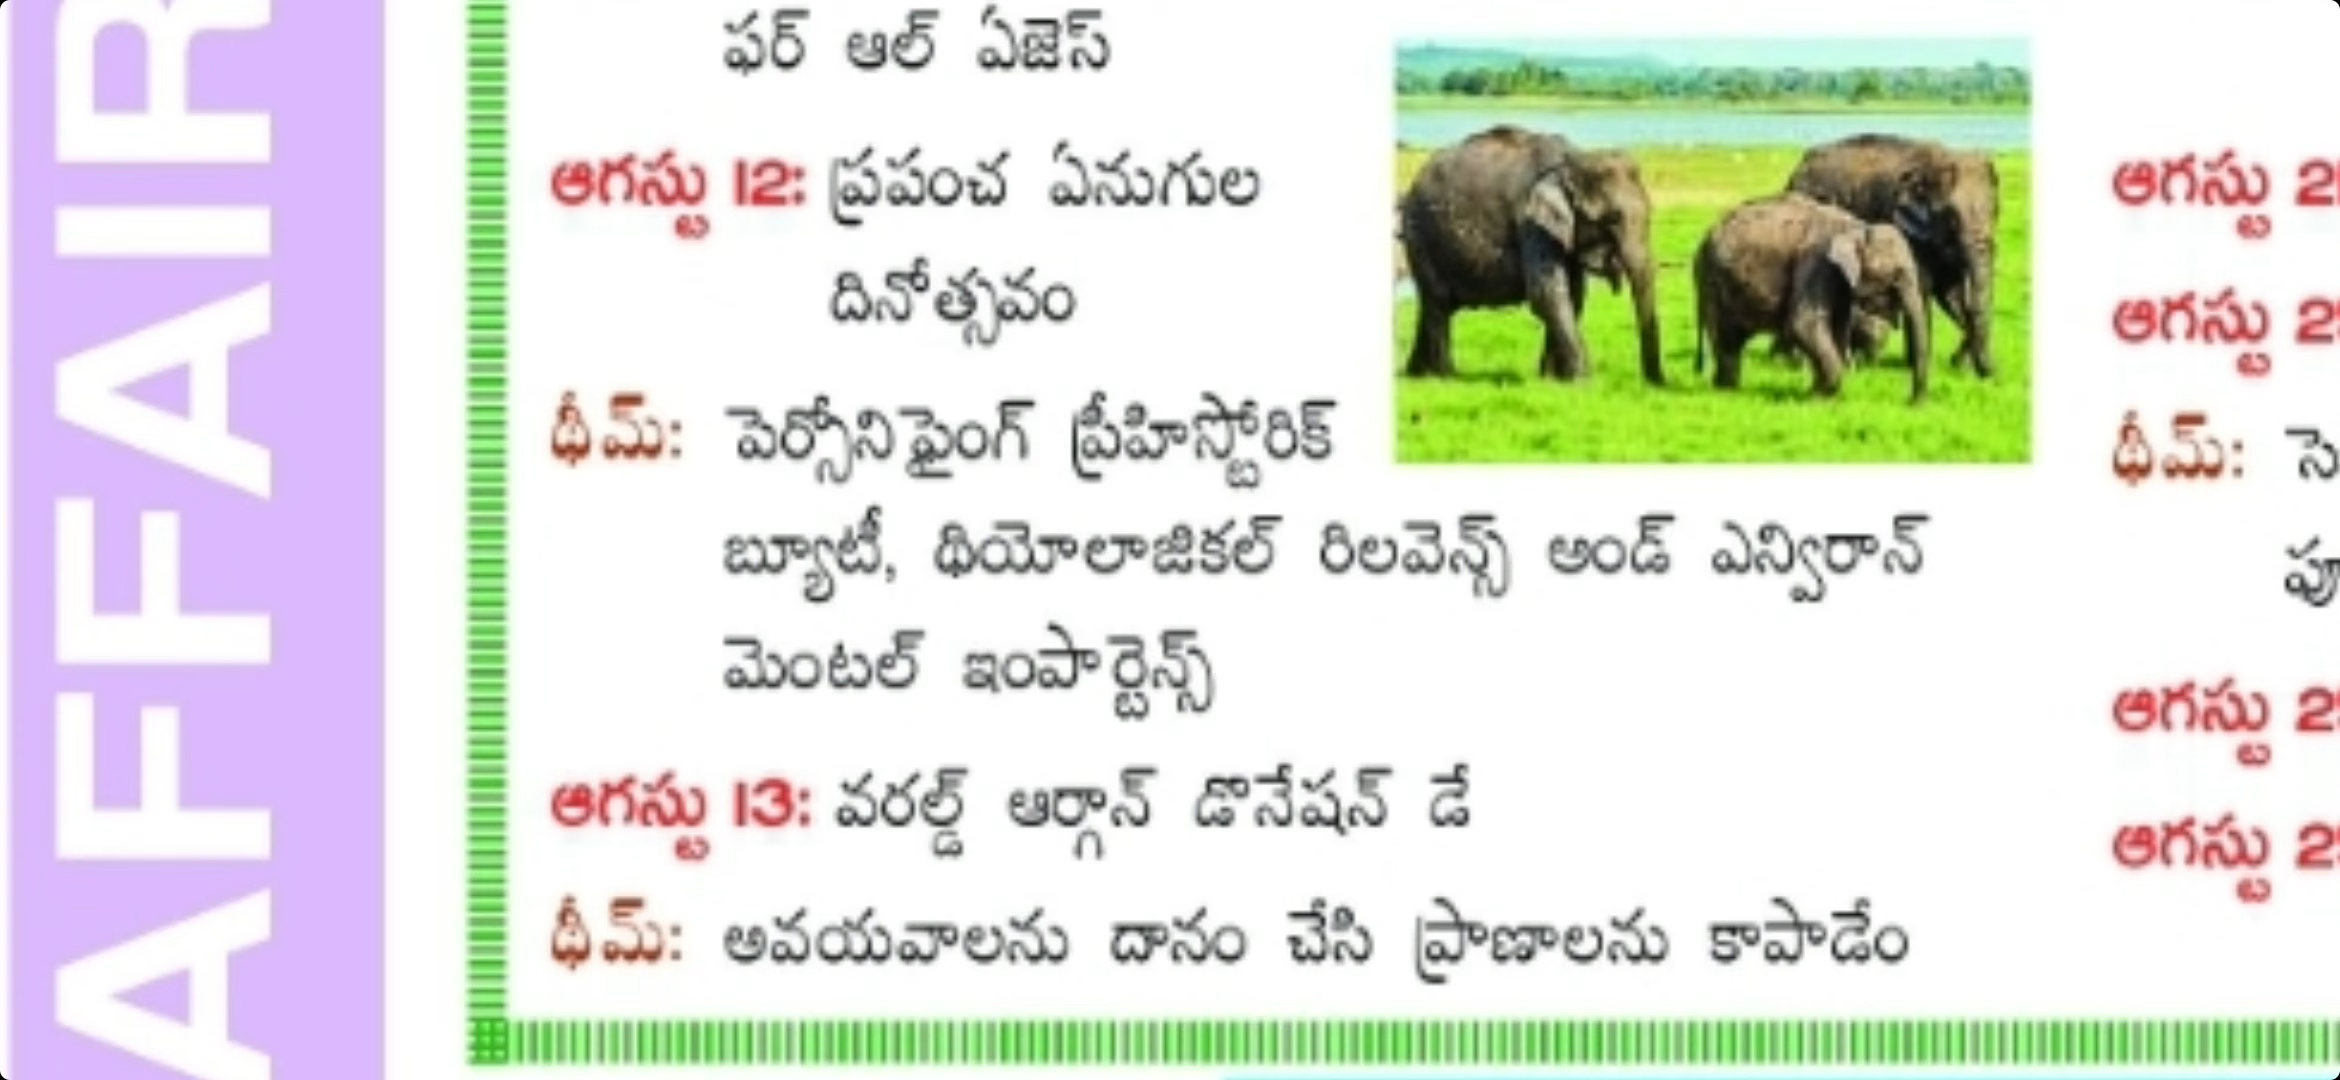 AFFAIR
ఫర్ ఆల్ ఏజెస్
ఆగస్టు 12: ప్రపంచ ఏనుగుల
దినోత్సవం
థీమ్: పెర్సోనిఫైంగ్ ప్రీహిస్టోరిక్
బ్యూటీ, థియోలాజికల్ రిలవెన్స్ అండ్ ఎన్విరాన్
మెంటల్ ఇంపార్టెన్స్
ఆగస్టు 13: వరల్డ్ ఆర్గాన్ డొనేషన్ డే
థీమ్: అవయవాలను దానం చేసి ప్రాణాలను కాపాడేం
ఆగస్టు
ఆగస్టు
థీమ్:
ఆగస్టు
ఆగస్టు